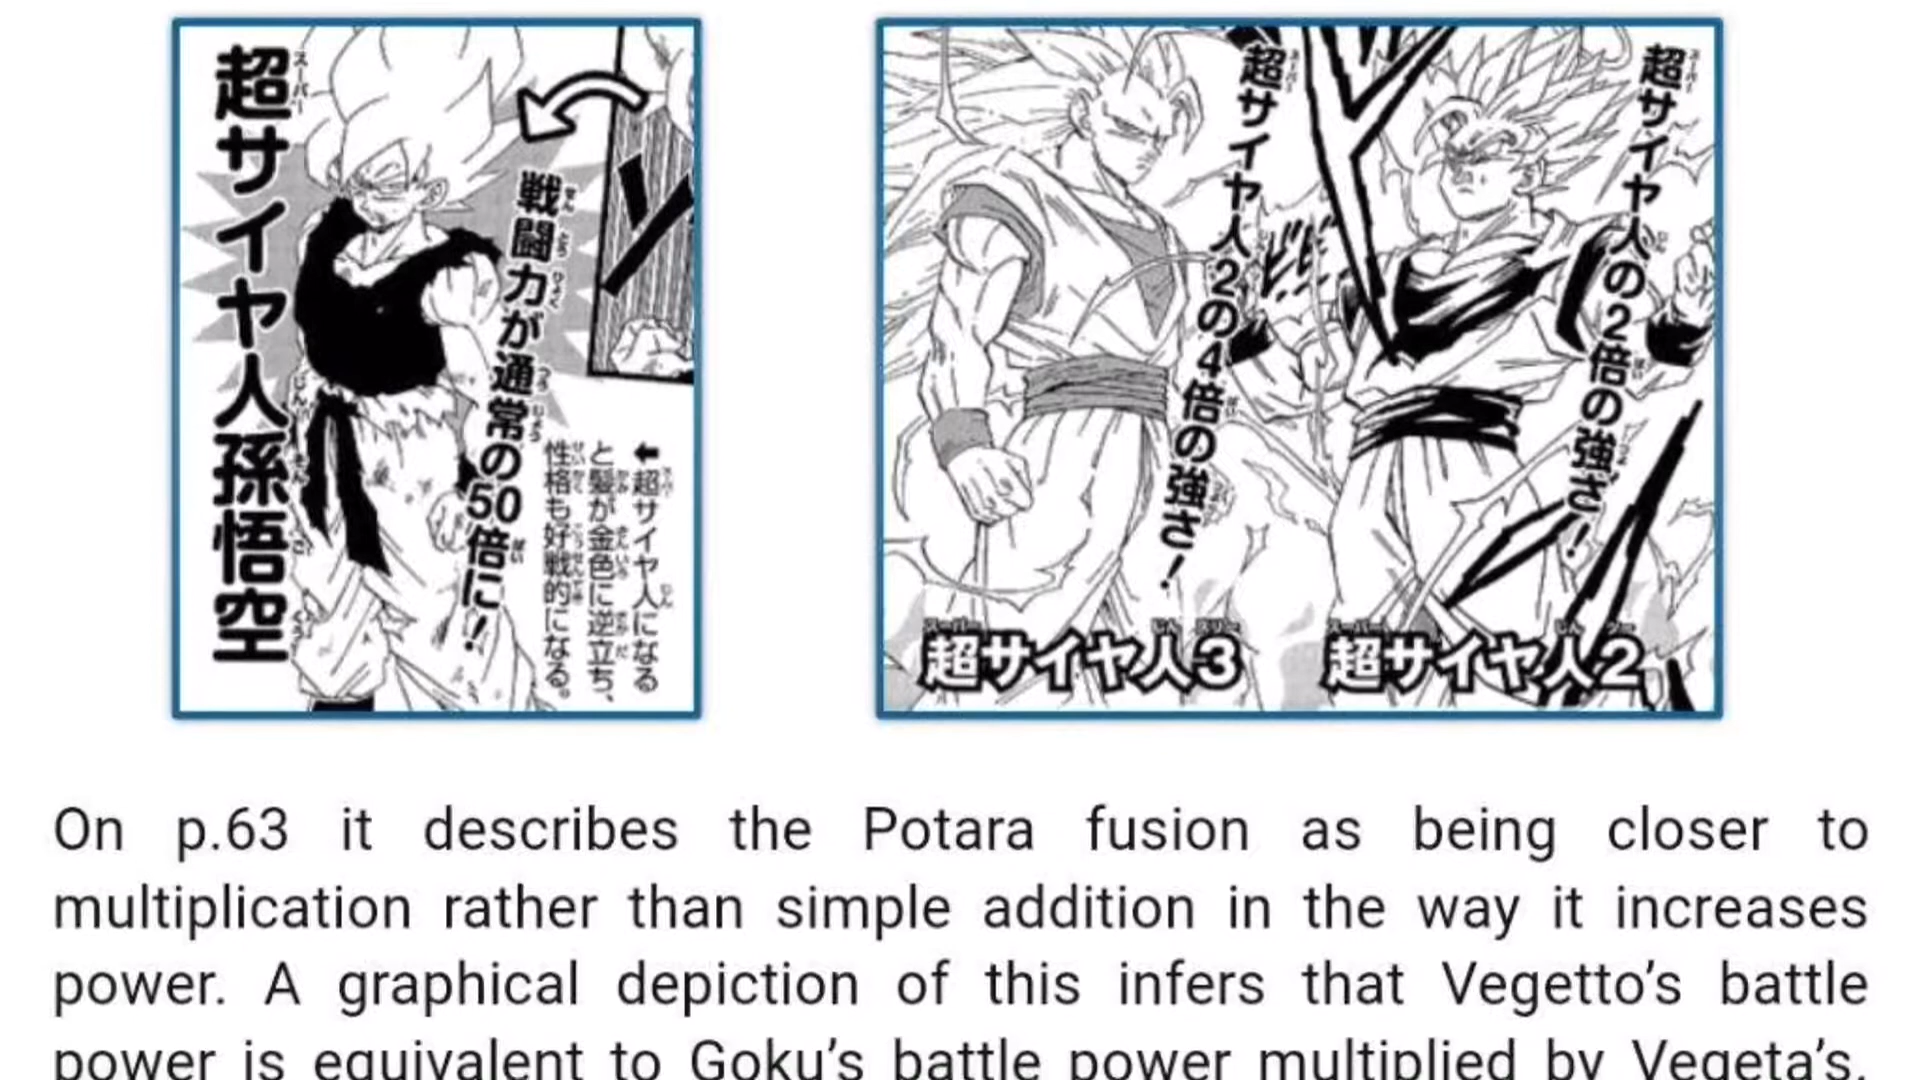 超サイヤ人孫悟空
戦闘力が通常の50倍に!
⬅超サイヤ人になる
と髪が金色に逆立ち、
性格も好戦的になる。
超サイヤ人の2倍の強さ!
超サイヤ人2
超サイヤ人2の4倍の強さ!
超サイヤ人3
On p.63 it describes the Potara fusion as being closer to
multiplication rather than simple addition in the way it increases
power. A graphical depiction of this infers that Vegetto’s battle
power is equivalent to Goku’s battle power multiplied by Vegeta’s.